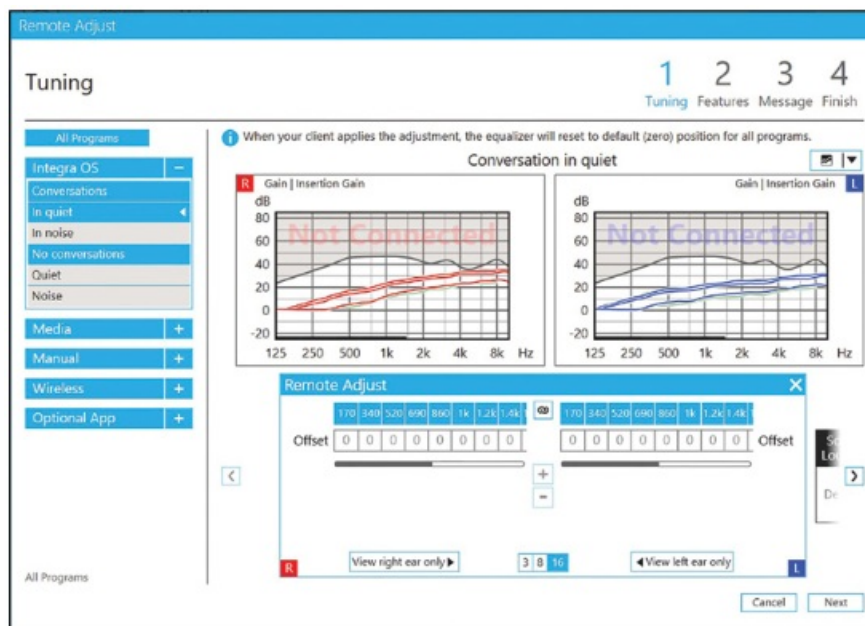 Remote Adjust
Tuning
1 2 3 4
Tuning Features Message Finish
All Programs
Integra OS −
Conversations
In quiet
In noise
No conversations
Quiet
Noise
Media +
Manual +
Wireless +
Optional App +
All Programs
When your client applies the adjustment, the equalizer will reset to default (zero) position for all programs.
Conversation in quiet
R Gain | Insertion Gain
dB
80
60
40
20
0
-20
125 250 500 1k 2k 4k 8k Hz
Not Connected
Gain | Insertion Gain L
dB
80
60
40
20
0
-20
125 250 500 1k 2k 4k 8k Hz
Not Connected
Remote Adjust
170 340 520 690 860 1k 1.2k 1.4k
170 340 520 690 860 1k 1.2k 1.4k
Offset 0 0 0 0 0 0 0 0
0 0 0 0 0 0 0 0 Offset
+
−
R View right ear only 3 8 16 View left ear only L
Cancel Next